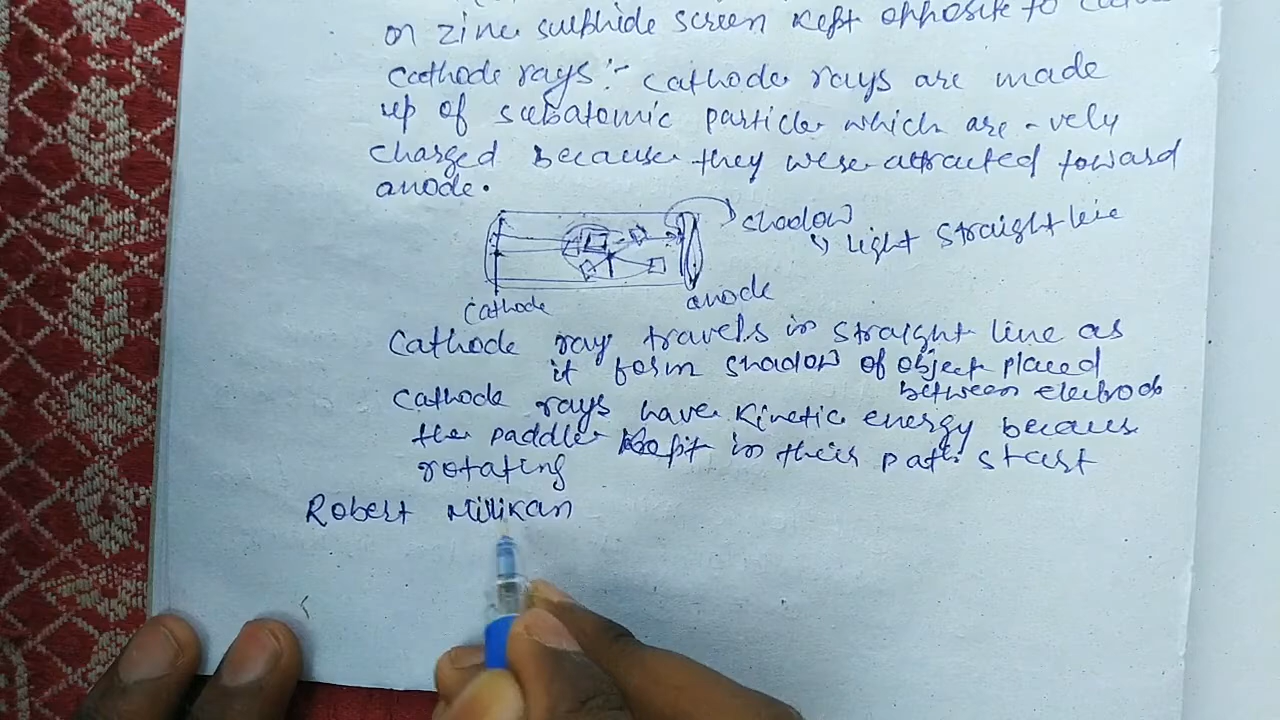 on zinc sulphide screen kept opposite to
cathode rays :- cathode rays are made
up of subatomic particle which are -vely
charged because they were attracted toward
anode.
shadow
light straight line
cathode
anode
Cathode ray travels in straight line as
it form shadow of object placed
between electrode
Cathode rays have kinetic energy because
the paddle kept in their path start
rotating
Robert Millikan